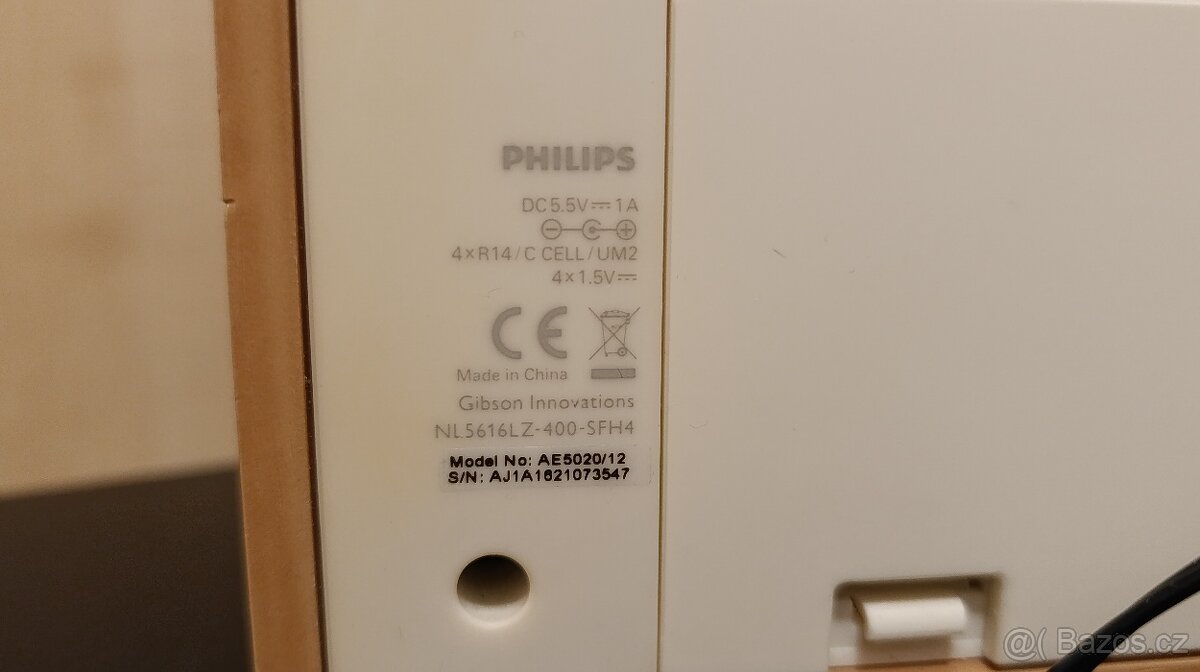 PHILIPS
DC 5.5V⎓1A
4×R14/C CELL/UM2
4×1.5V⎓
CE
Made in China
Gibson Innovations
NL5616LZ-400-SFH4
Model No: AE5020/12
S/N: AJ1A1621073547
@( Bazos.cz